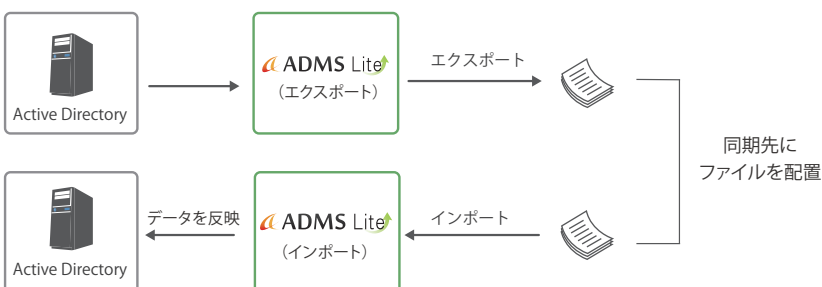 Active Directory
ADMS Lite
（エクスポート）
エクスポート
同期先に
ファイルを配置
Active Directory
データを反映
ADMS Lite
（インポート）
インポート